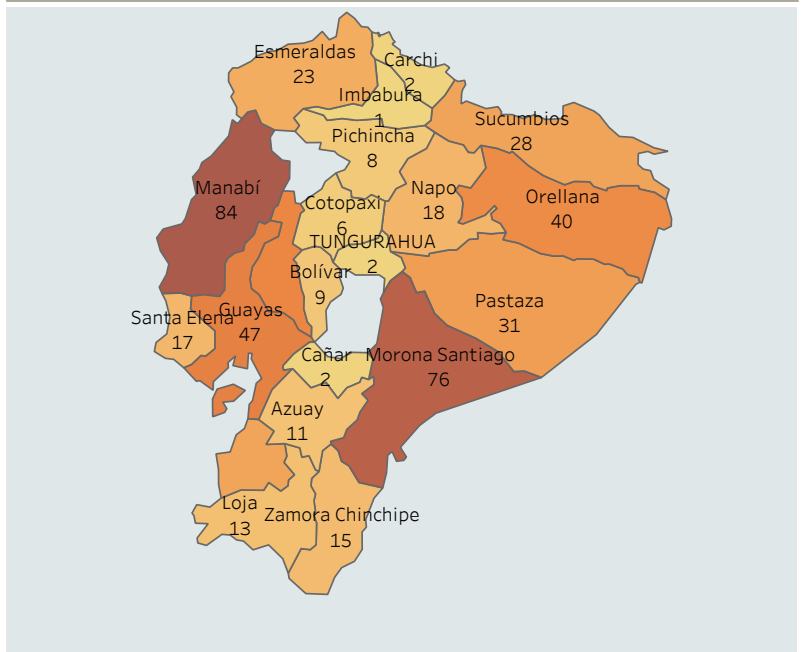 Esmeraldas
23
Carchi
2
Imbabura
1
Sucumbios
28
Pichincha
8
Manabí
84
Napo
18
Orellana
40
Cotopaxi
6
TUNGURAHUA
2
Bolívar
9
Pastaza
31
Santa Elena
17
Guayas
47
Cañar
2
Morona Santiago
76
Azuay
11
Loja
13
Zamora Chinchipe
15